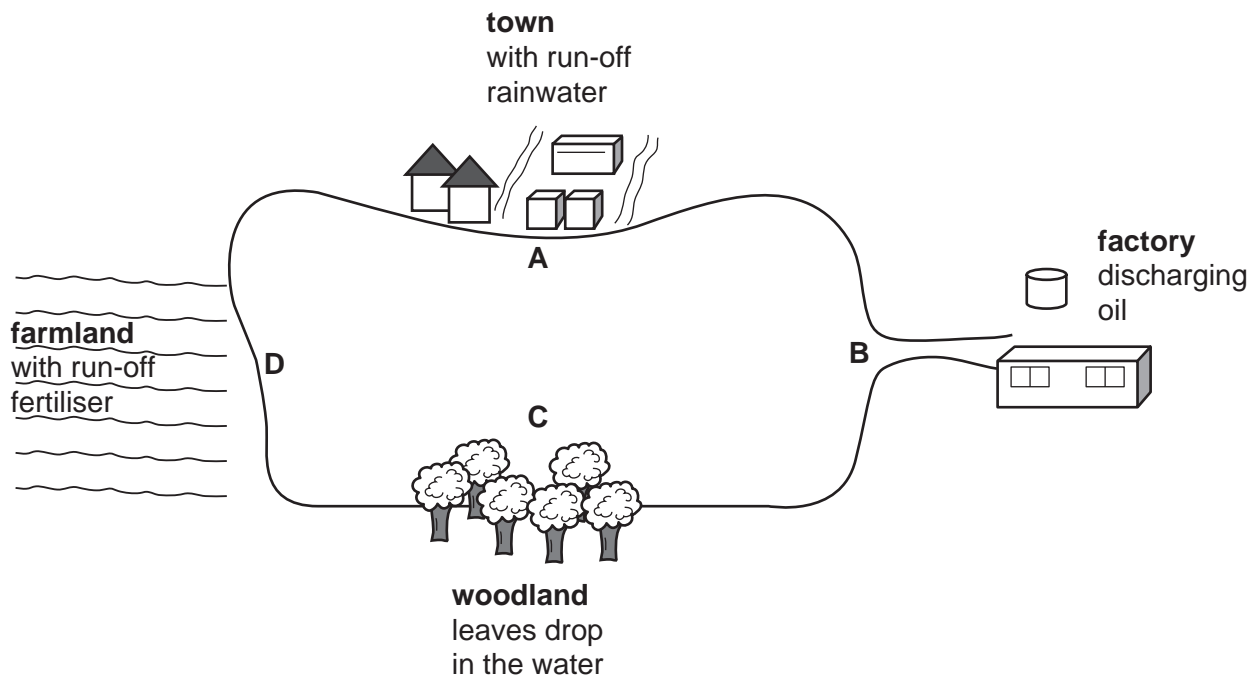 town
with run-off
rainwater
A
factory
discharging
oil
farmland
with run-off
fertiliser
D
B
C
woodland
leaves drop
in the water